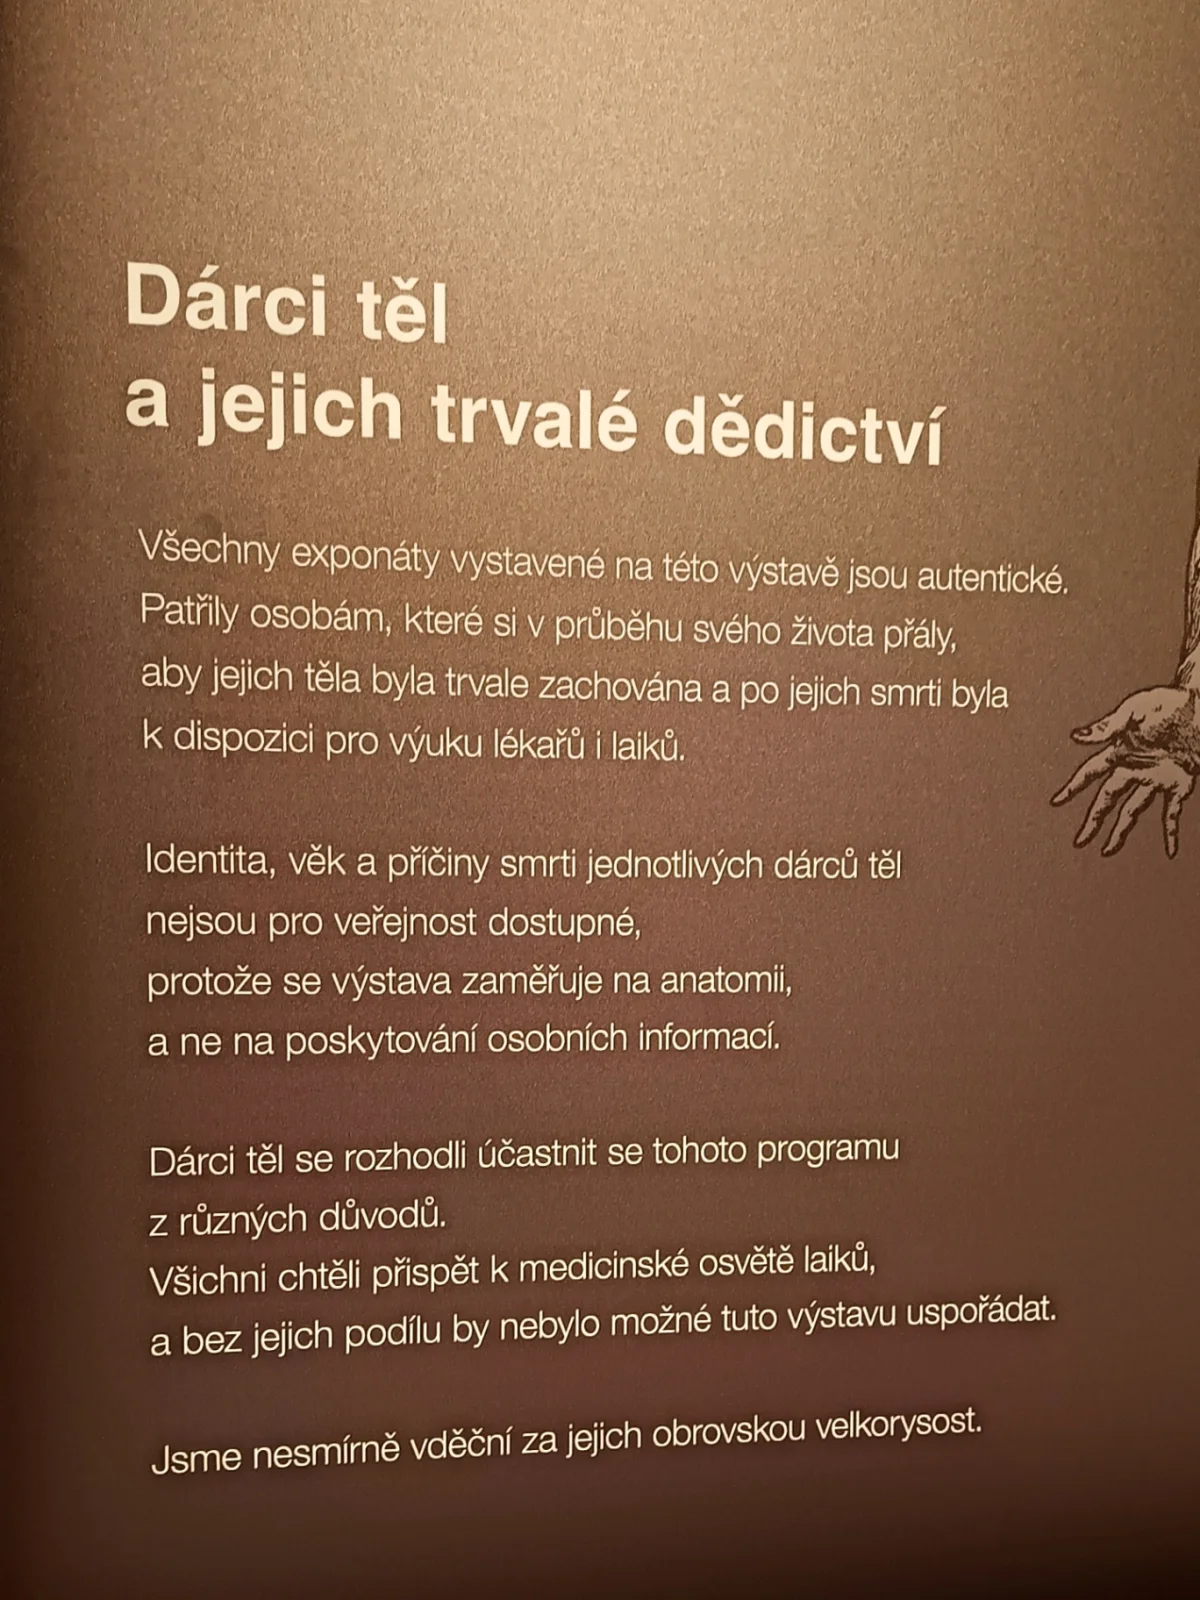 Dárci těl
a jejich trvalé dědictví
Všechny exponáty vystavené na této výstavě jsou autentické.
Patřily osobám, které si v průběhu svého života přály,
aby jejich těla byla trvale zachována a po jejich smrti byla
k dispozici pro výuku lékařů i laiků.
Identita, věk a příčiny smrti jednotlivých dárců těl
nejsou pro veřejnost dostupné,
protože se výstava zaměřuje na anatomii,
a ne na poskytování osobních informací.
Dárci těl se rozhodli účastnit se tohoto programu
z různých důvodů.
Všichni chtěli přispět k medicinské osvětě laiků,
a bez jejich podílu by nebylo možné tuto výstavu uspořádat.
Jsme nesmírně vděční za jejich obrovskou velkorysost.